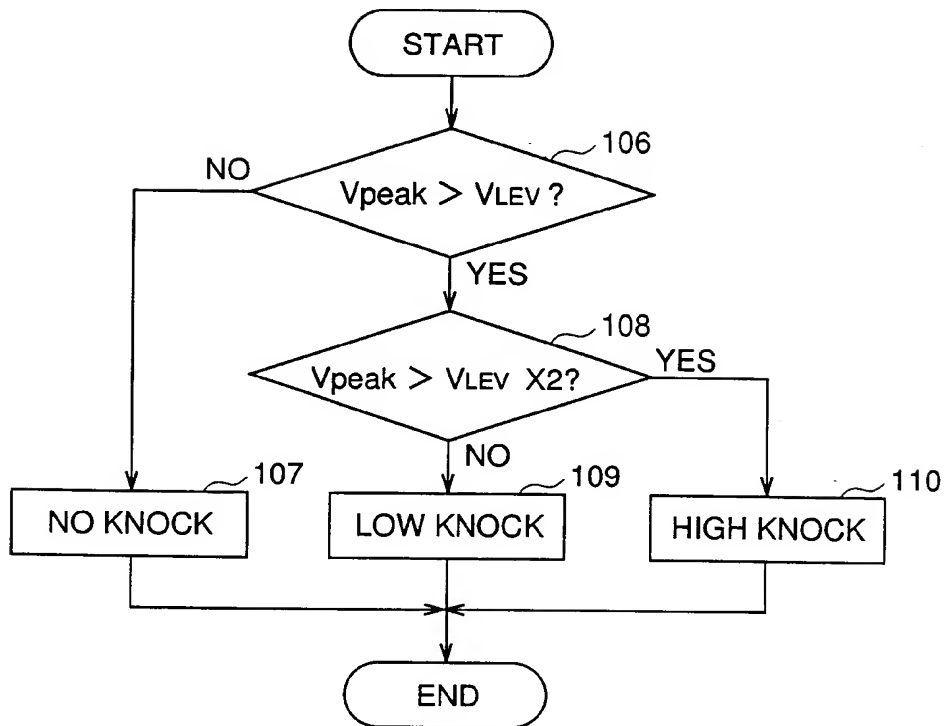 START
106
NO
Vpeak > VLEV ?
YES
108
Vpeak > VLEV X2?
YES
NO
107
109
110
NO KNOCK
LOW KNOCK
HIGH KNOCK
END